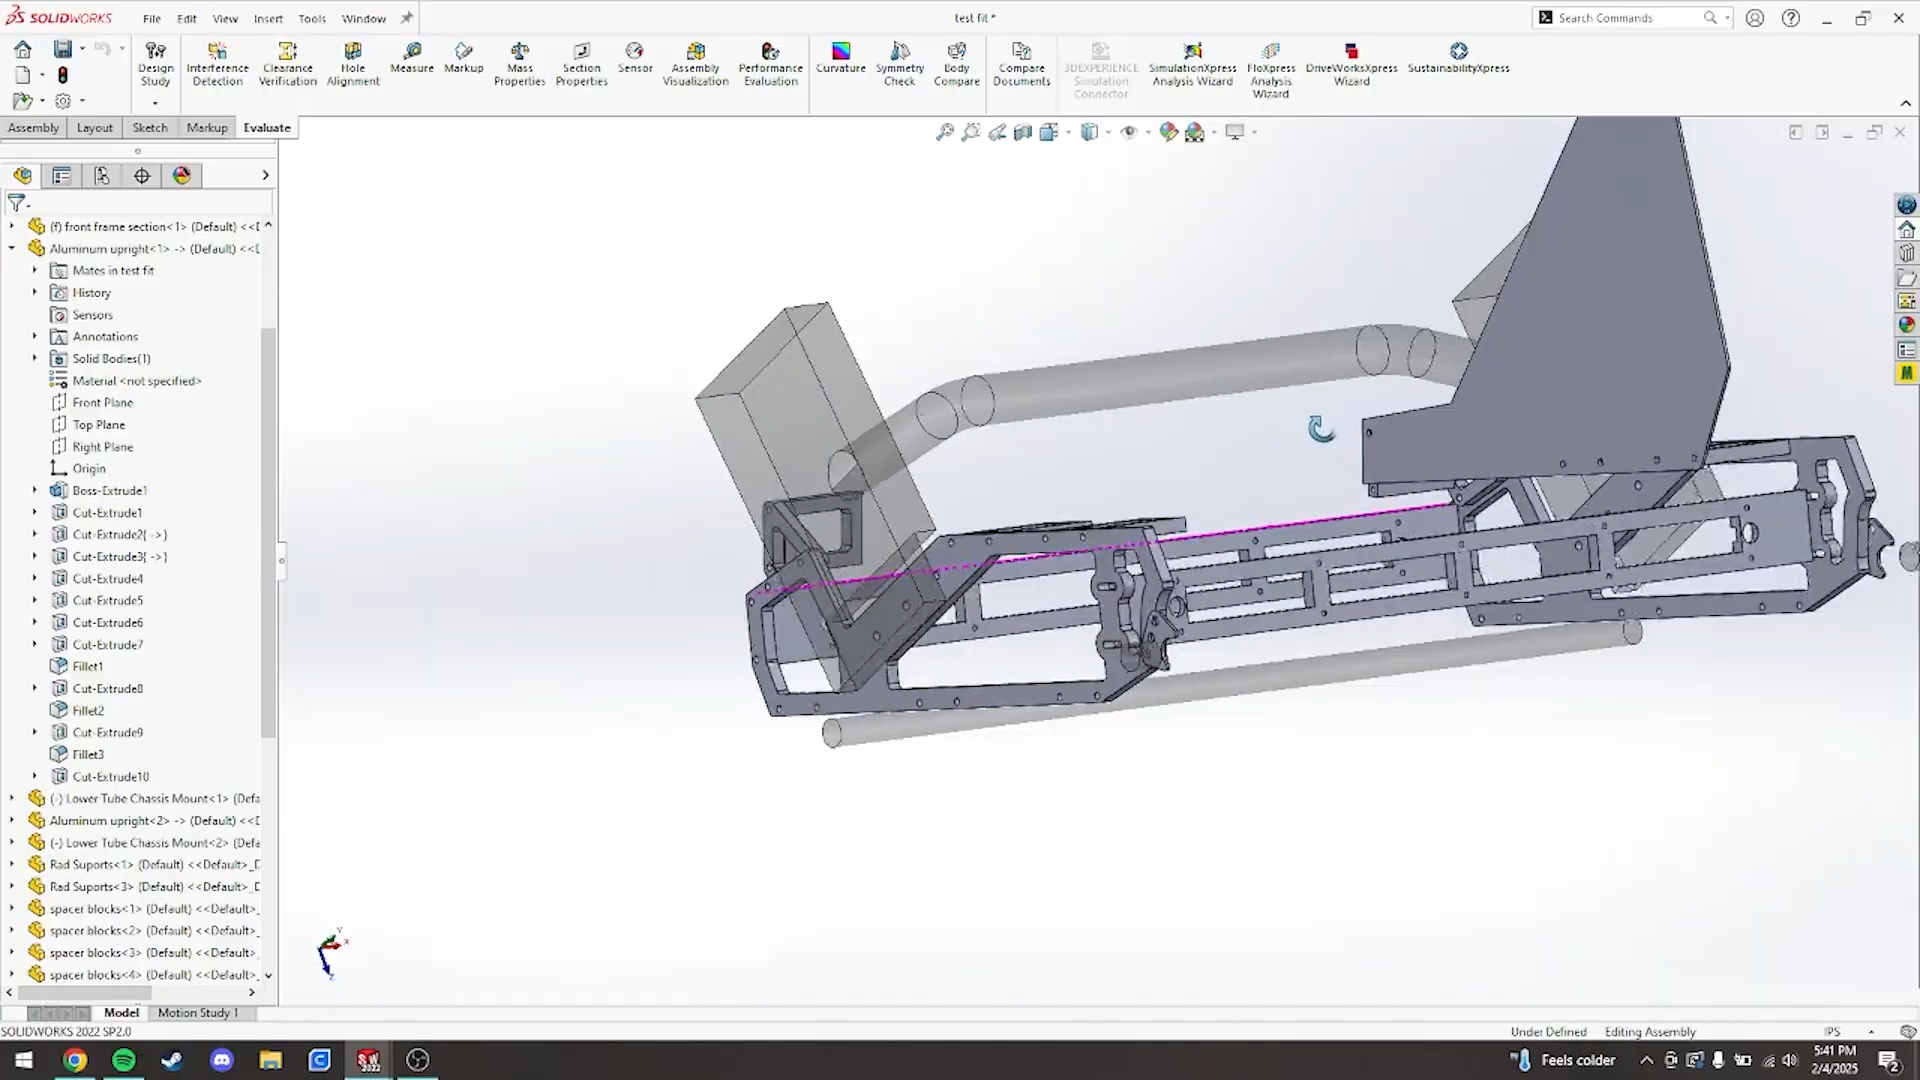 SOLIDWORKS File Edit View Insert Tools Window test fit * Search Commands
Design Study
Interference Detection
Clearance Verification
Hole Alignment
Measure
Markup
Mass Properties
Section Properties
Sensor
Assembly Visualization
Performance Evaluation
Curvature
Symmetry Check
Body Compare
Compare Documents
3DEXPERIENCE Simulation Connector
SimulationXpress Analysis Wizard
FloXpress Analysis Wizard
DriveWorksXpress Wizard
SustainabilityXpress
Assembly Layout Sketch Markup Evaluate
(f) front frame section<1> (Default) <<D
Aluminum upright<1> -> (Default) <<D
Mates in test fit
History
Sensors
Annotations
Solid Bodies(1)
Material <not specified>
Front Plane
Top Plane
Right Plane
Origin
Boss-Extrude1
Cut-Extrude1
Cut-Extrude2{ ->}
Cut-Extrude3{ ->}
Cut-Extrude4
Cut-Extrude5
Cut-Extrude6
Cut-Extrude7
Fillet1
Cut-Extrude8
Fillet2
Cut-Extrude9
Fillet3
Cut-Extrude10
(-) Lower Tube Chassis Mount<1> (Defa
Aluminum upright<2> -> (Default) <<D
(-) Lower Tube Chassis Mount<2> (Defa
Rad Suports<1> (Default) <<Default>_D
Rad Suports<3> (Default) <<Default>_D
spacer blocks<1> (Default) <<Default>_
spacer blocks<2> (Default) <<Default>_
spacer blocks<3> (Default) <<Default>_
spacer blocks<4> (Default) <<Default>_
Model Motion Study 1
SOLIDWORKS 2022 SP2.0 Under Defined Editing Assembly IPS
Feels colder 5:41 PM
2/4/2025